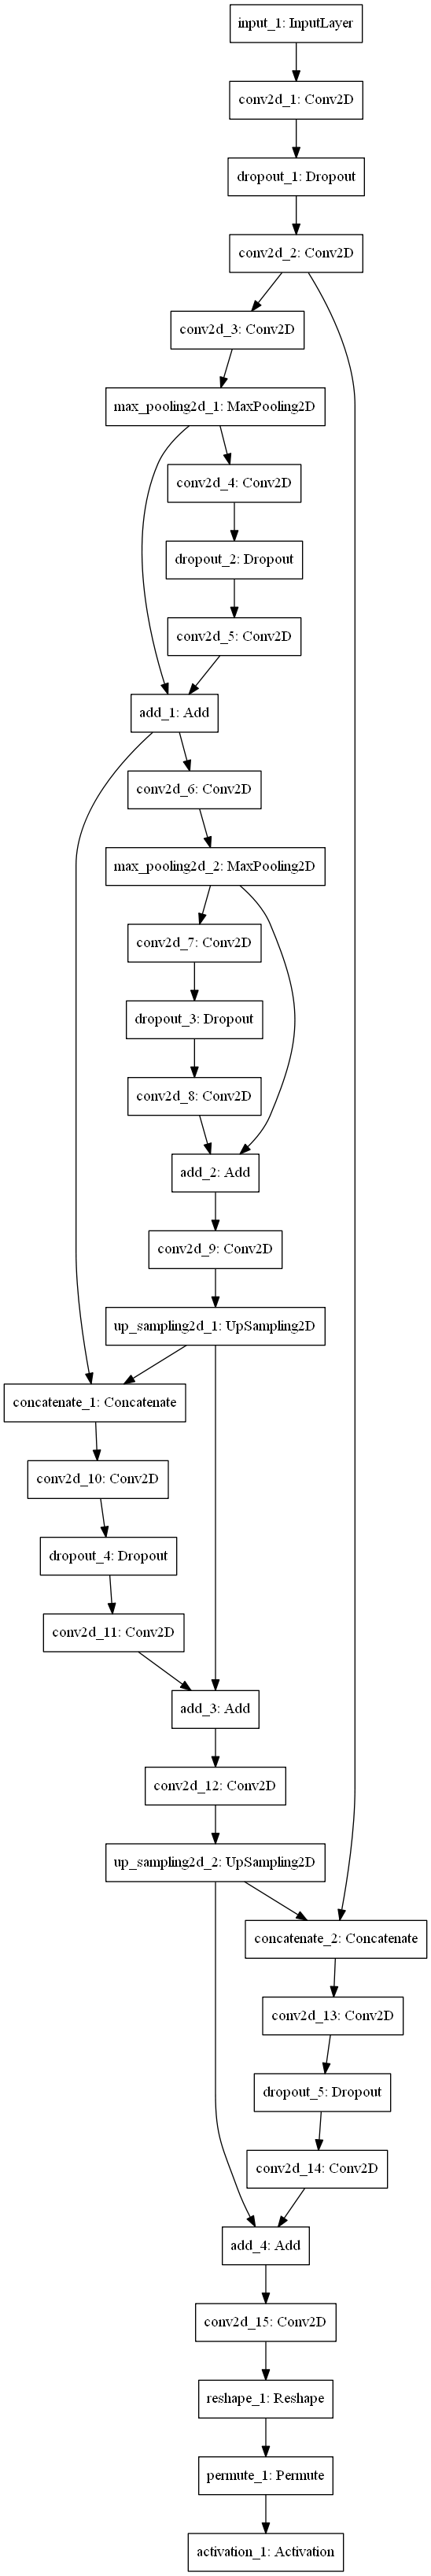 input_1: InputLayer
conv2d_1: Conv2D
dropout_1: Dropout
conv2d_2: Conv2D
conv2d_3: Conv2D
max_pooling2d_1: MaxPooling2D
conv2d_4: Conv2D
dropout_2: Dropout
conv2d_5: Conv2D
add_1: Add
conv2d_6: Conv2D
max_pooling2d_2: MaxPooling2D
conv2d_7: Conv2D
dropout_3: Dropout
conv2d_8: Conv2D
add_2: Add
conv2d_9: Conv2D
up_sampling2d_1: UpSampling2D
concatenate_1: Concatenate
conv2d_10: Conv2D
dropout_4: Dropout
conv2d_11: Conv2D
add_3: Add
conv2d_12: Conv2D
up_sampling2d_2: UpSampling2D
concatenate_2: Concatenate
conv2d_13: Conv2D
dropout_5: Dropout
conv2d_14: Conv2D
add_4: Add
conv2d_15: Conv2D
reshape_1: Reshape
permute_1: Permute
activation_1: Activation